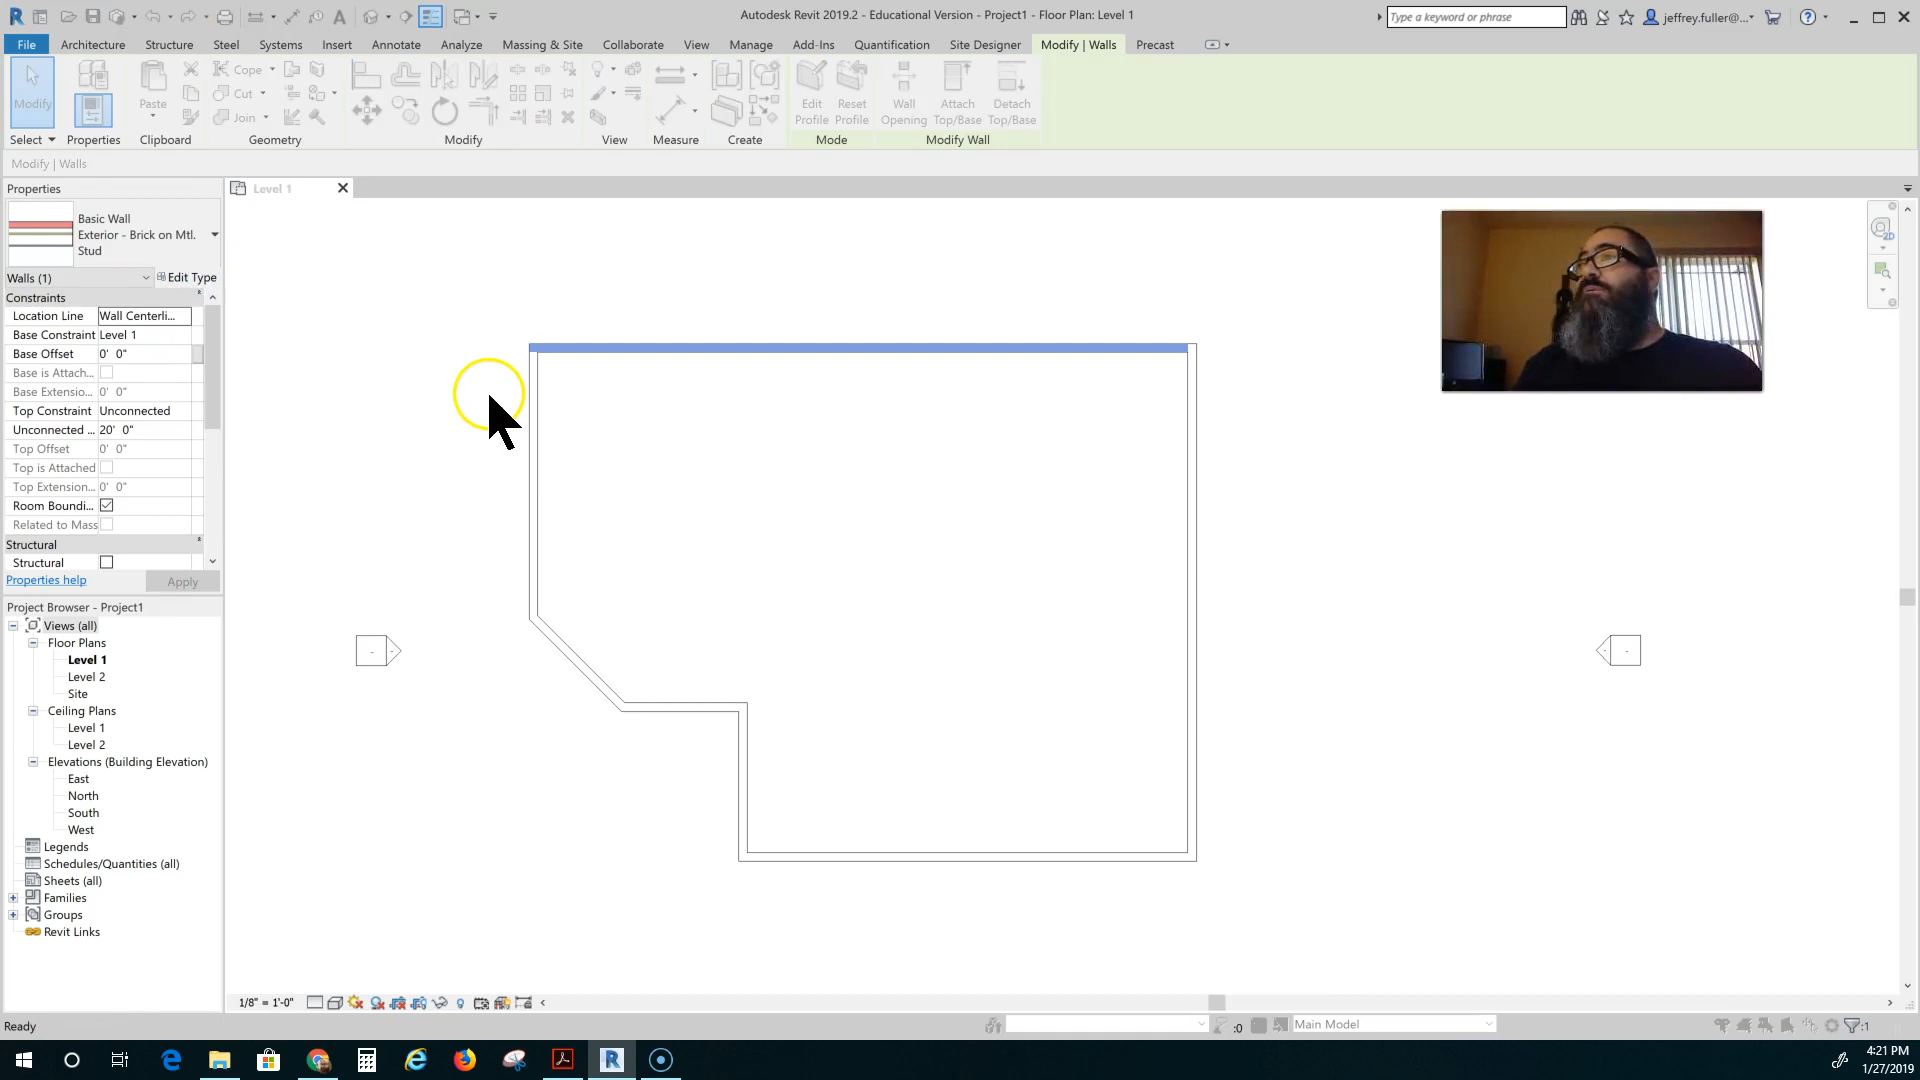 Autodesk Revit 2019.2 - Educational Version - Project1 - Floor Plan: Level 1
Type a keyword or phrase
jeffrey.fuller@...
File Architecture Structure Steel Systems Insert Annotate Analyze Massing & Site Collaborate View Manage Add-Ins Quantification Site Designer Modify | Walls Precast
Modify
Paste
Cope
Cut
Join
Edit Profile
Reset Profile
Wall Opening
Attach Top/Base
Detach Top/Base
Select Properties Clipboard Geometry Modify View Measure Create Mode Modify Wall
Modify | Walls
Properties
Level 1
Basic Wall
Exterior - Brick on Mtl.
Stud
Walls (1) Edit Type
Constraints
Location Line Wall Centerli...
Base Constraint Level 1
Base Offset 0' 0"
Base is Attach...
Base Extensio... 0' 0"
Top Constraint Unconnected
Unconnected ... 20' 0"
Top Offset 0' 0"
Top is Attached
Top Extension... 0' 0"
Room Boundi...
Related to Mass
Structural
Structural
Properties help Apply
Project Browser - Project1
Views (all)
Floor Plans
Level 1
Level 2
Site
Ceiling Plans
Level 1
Level 2
Elevations (Building Elevation)
East
North
South
West
Legends
Schedules/Quantities (all)
Sheets (all)
Families
Groups
Revit Links
1/8" = 1'-0"
Ready
:0
Main Model
:1
4:21 PM
1/27/2019